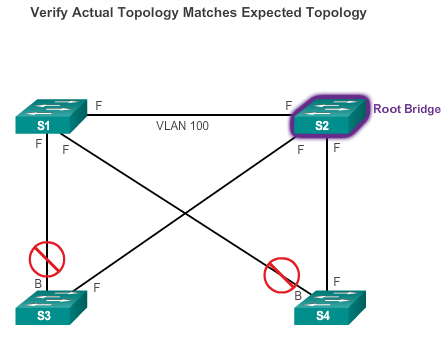 Verify Actual Topology Matches Expected Topology
F
F
Root Bridge
S1
VLAN 100
S2
F
F
F
F
B
F
B
F
S3
S4